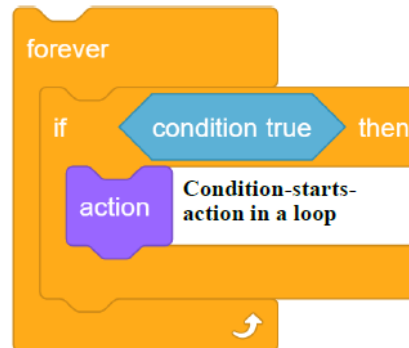 forever
if condition true then
action Condition-starts-
action in a loop